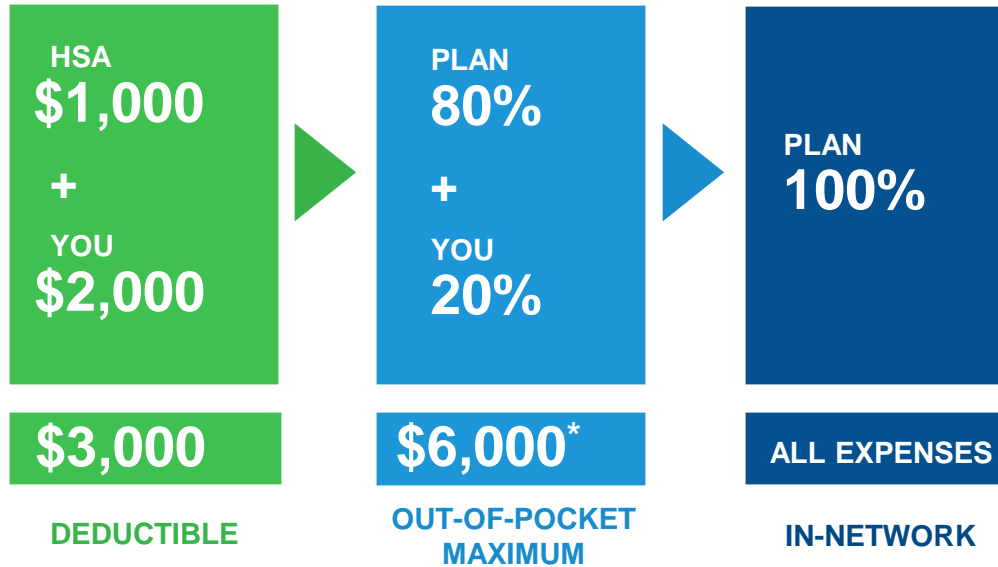 HSA
$1,000
+
YOU
$2,000
$3,000
DEDUCTIBLE
PLAN
80%
+
YOU
20%
$6,000*
OUT-OF-POCKET
MAXIMUM
PLAN
100%
ALL EXPENSES
IN-NETWORK